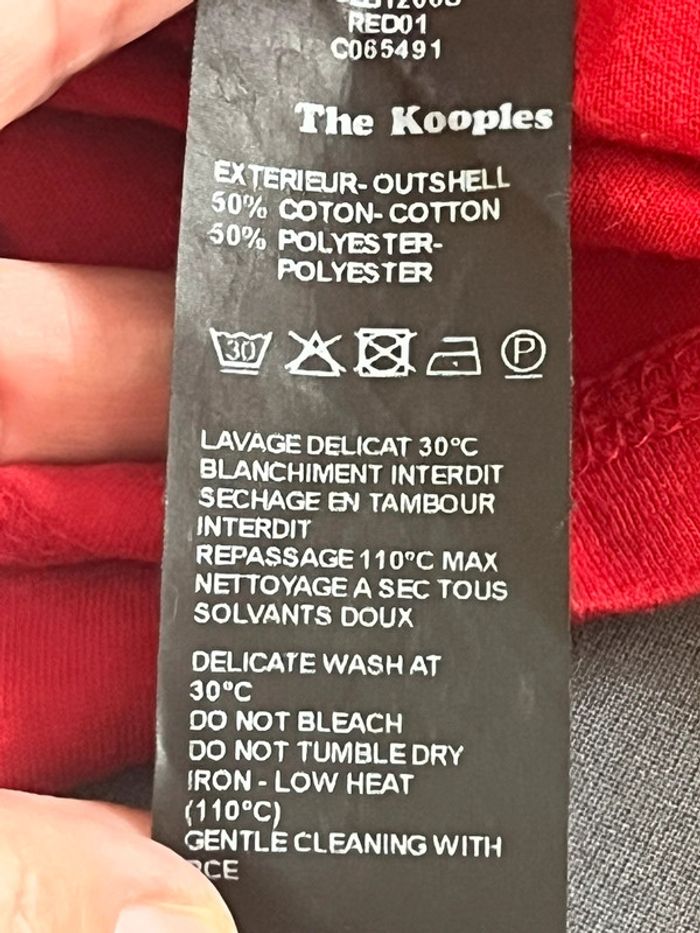 RED01
C065491
The Kooples
EXTERIEUR- OUTSHELL
50% COTON- COTTON
50% POLYESTER-
POLYESTER
30 P
LAVAGE DELICAT 30°C
BLANCHIMENT INTERDIT
SECHAGE EN TAMBOUR
INTERDIT
REPASSAGE 110°C MAX
NETTOYAGE A SEC TOUS
SOLVANTS DOUX
DELICATE WASH AT
30°C
DO NOT BLEACH
DO NOT TUMBLE DRY
IRON - LOW HEAT
(110°C)
GENTLE CLEANING WITH